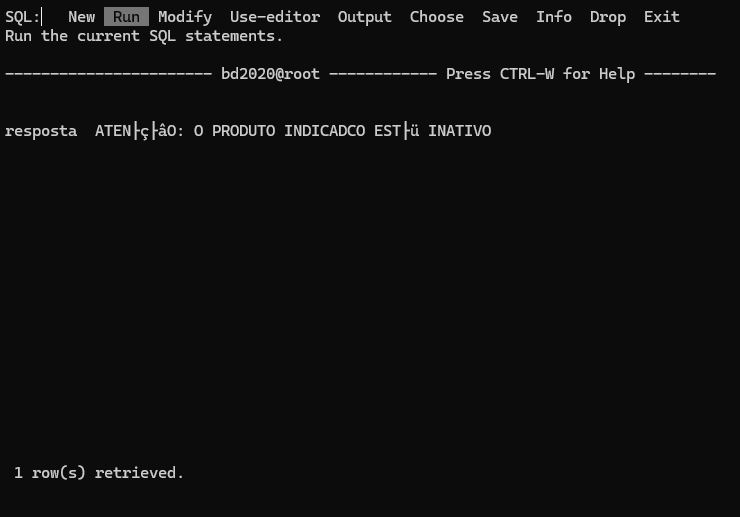 SQL: New Run Modify Use-editor Output Choose Save Info Drop Exit
Run the current SQL statements.
----------------------- bd2020@root ------------ Press CTRL-W for Help --------
resposta ATEN├ç├âO: O PRODUTO INDICADCO EST├ü INATIVO
1 row(s) retrieved.